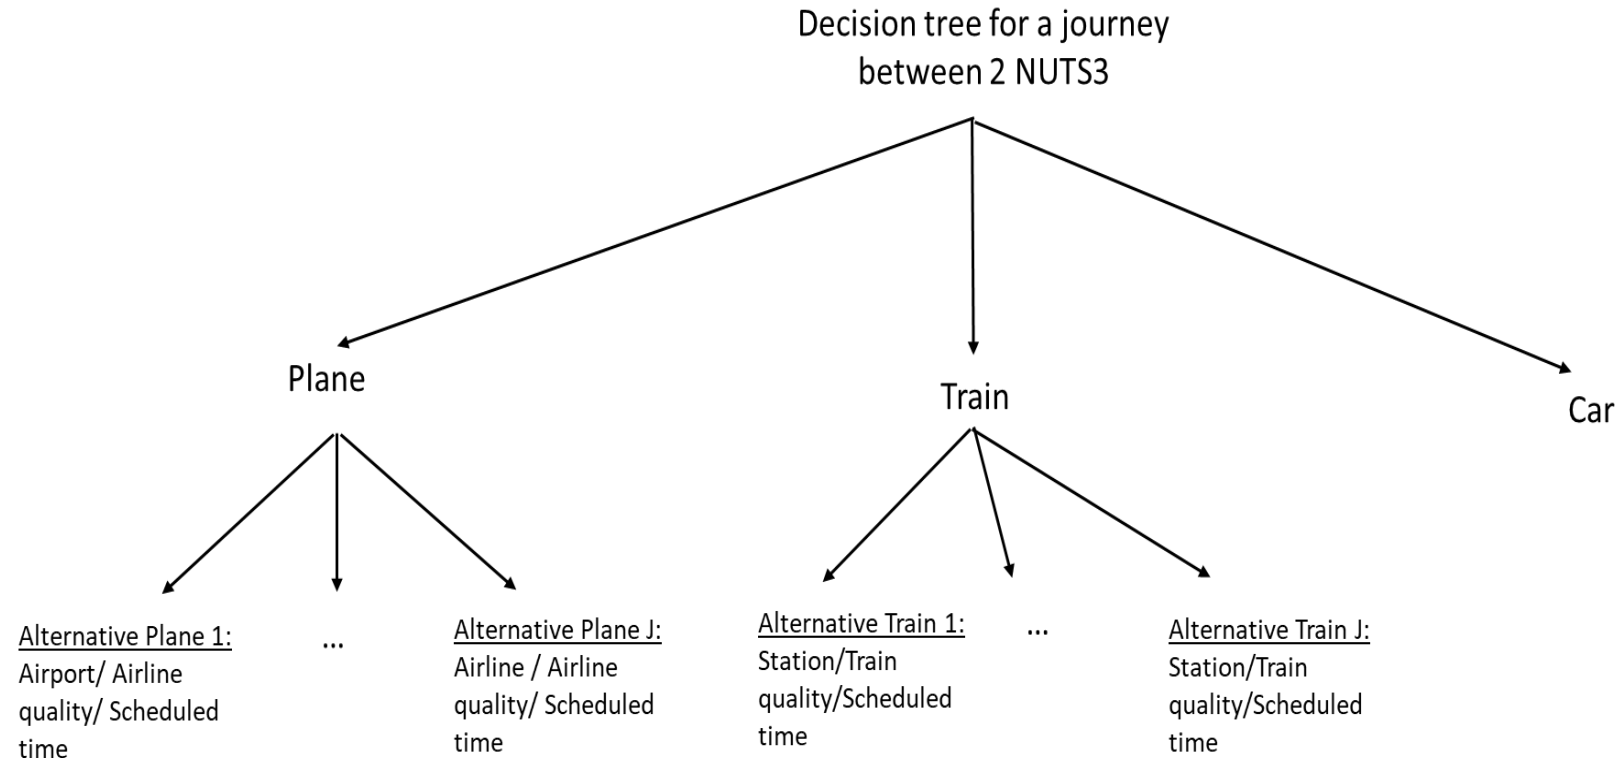 Decision tree for a journey
between 2 NUTS3
Plane
Train
Car
Alternative Plane 1:
Airport/ Airline
quality/ Scheduled
time
...
Alternative Plane J:
Airline / Airline
quality/ Scheduled
time
Alternative Train 1:
Station/Train
quality/Scheduled
time
...
Alternative Train J:
Station/Train
quality/Scheduled
time